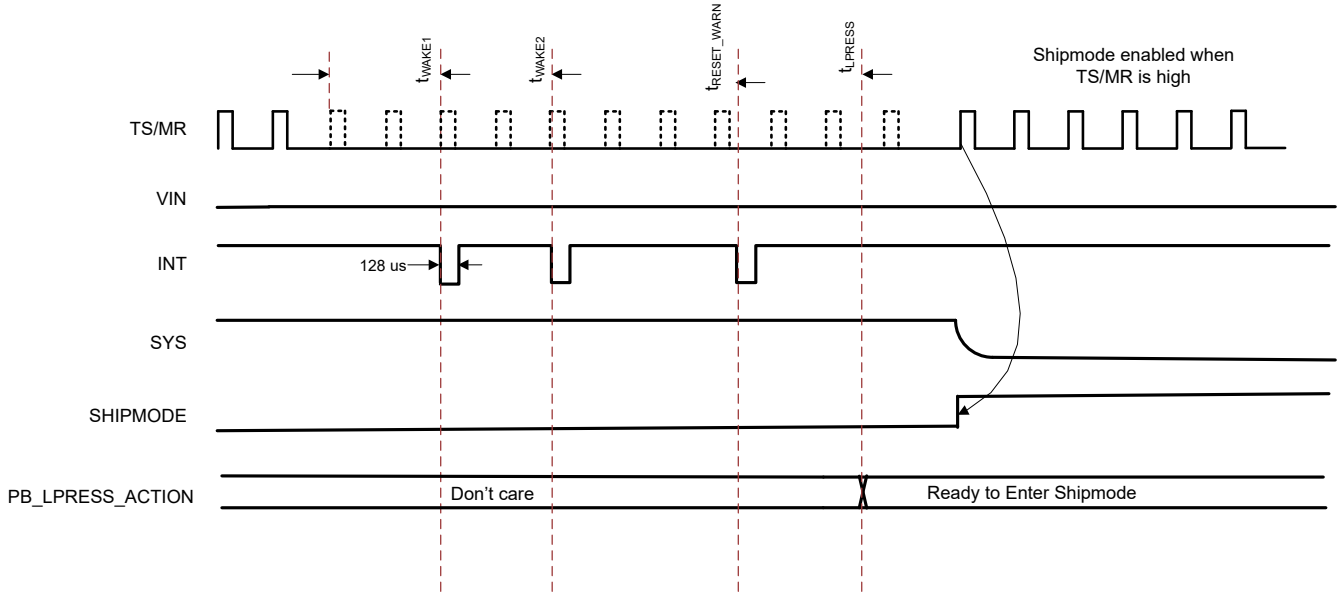 tWAKE1
tWAKE2
tRESET_WARN
tLPRESS
Shipmode enabled when
TS/MR is high
TS/MR
VIN
INT
128 us
SYS
SHIPMODE
PB_LPRESS_ACTION
Don't care
Ready to Enter Shipmode